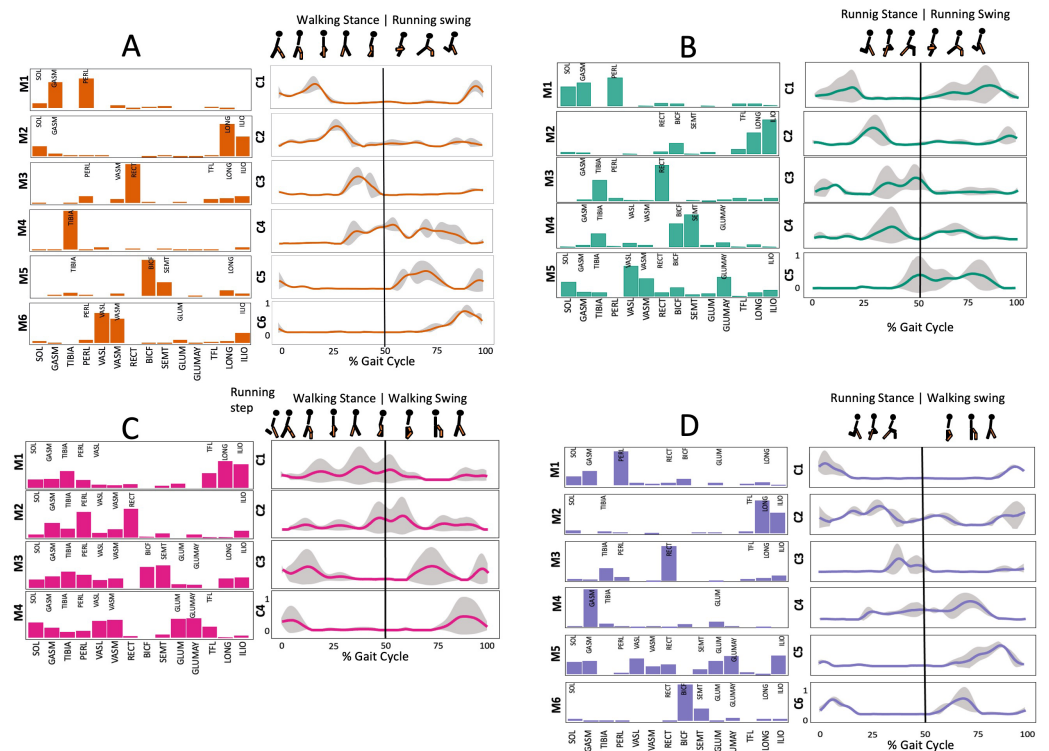 A
Walking Stance | Running swing
M1
SOL
GASM
PERL
C1
M2
SOL
GASM
LONG
ILIO
C2
M3
PERL
VASM
RECT
TFL
LONG
ILIO
C3
M4
TIBIA
C4
M5
TIBIA
BICF
SEMT
LONG
C5
M6
PERL
VASL
VASM
GLUM
ILIO
1
C6
0
SOL
GASM
TIBIA
PERL
VASL
VASM
RECT
BICF
SEMT
GLUM
GLUMAY
TFL
LONG
ILIO
0
50
100
% Gait Cycle
B
Runnig Stance | Running Swing
M1
SOL
GASM
PERL
C1
M2
RECT
BICF
SEMT
TFL
LONG
ILIO
C2
M3
GASM
TIBIA
RECT
C3
M4
GASM
TIBIA
VASL
VASM
BICF
SEMT
GLUMAY
C4
M5
SOL
GASM
TIBIA
VASL
VASM
RECT
BICF
GLUMAY
ILIO
1
C5
0
SOL
GASM
TIBIA
PERL
VASL
VASM
RECT
BICF
SEMT
GLUM
GLUMAY
TFL
LONG
ILIO
0
50
100
% Gait Cycle
C
Running
step
Walking Stance | Walking Swing
M1
SOL
GASM
TIBIA
PERL
VASL
TFL
LONG
ILIO
C1
M2
SOL
GASM
TIBIA
PERL
VASL
VASM
RECT
ILIO
C2
M3
SOL
GASM
TIBIA
PERL
VASL
VASM
BICF
SEMT
GLUM
GLUMAY
LONG
ILIO
C3
M4
SOL
GASM
TIBIA
PERL
VASL
VASM
GLUM
GLUMAY
TFL
1
C4
0
SOL
GASM
TIBIA
PERL
VASL
VASM
RECT
BICF
SEMT
GLUM
GLUMAY
TFL
LONG
ILIO
0
50
100
% Gait Cycle
D
Running Stance | Walking swing
M1
SOL
GASM
PERL
RECT
BICF
GLUM
LONG
C1
M2
SOL
TIBIA
TFL
LONG
ILIO
C2
M3
TIBIA
PERL
RECT
TFL
LONG
ILIO
C3
M4
GASM
TIBIA
GLUM
C4
M5
SOL
GASM
PERL
VASL
VASM
RECT
SEMT
GLUM
GLUMAY
ILIO
C5
M6
SOL
RECT
BICF
SEMT
GLUMAY
LONG
ILIO
C6
SOL
GASM
TIBIA
PERL
VASL
VASM
RECT
BICF
SEMT
GLUM
GLUMAY
TFL
LONG
ILIO
0
50
100
% Gait Cycle